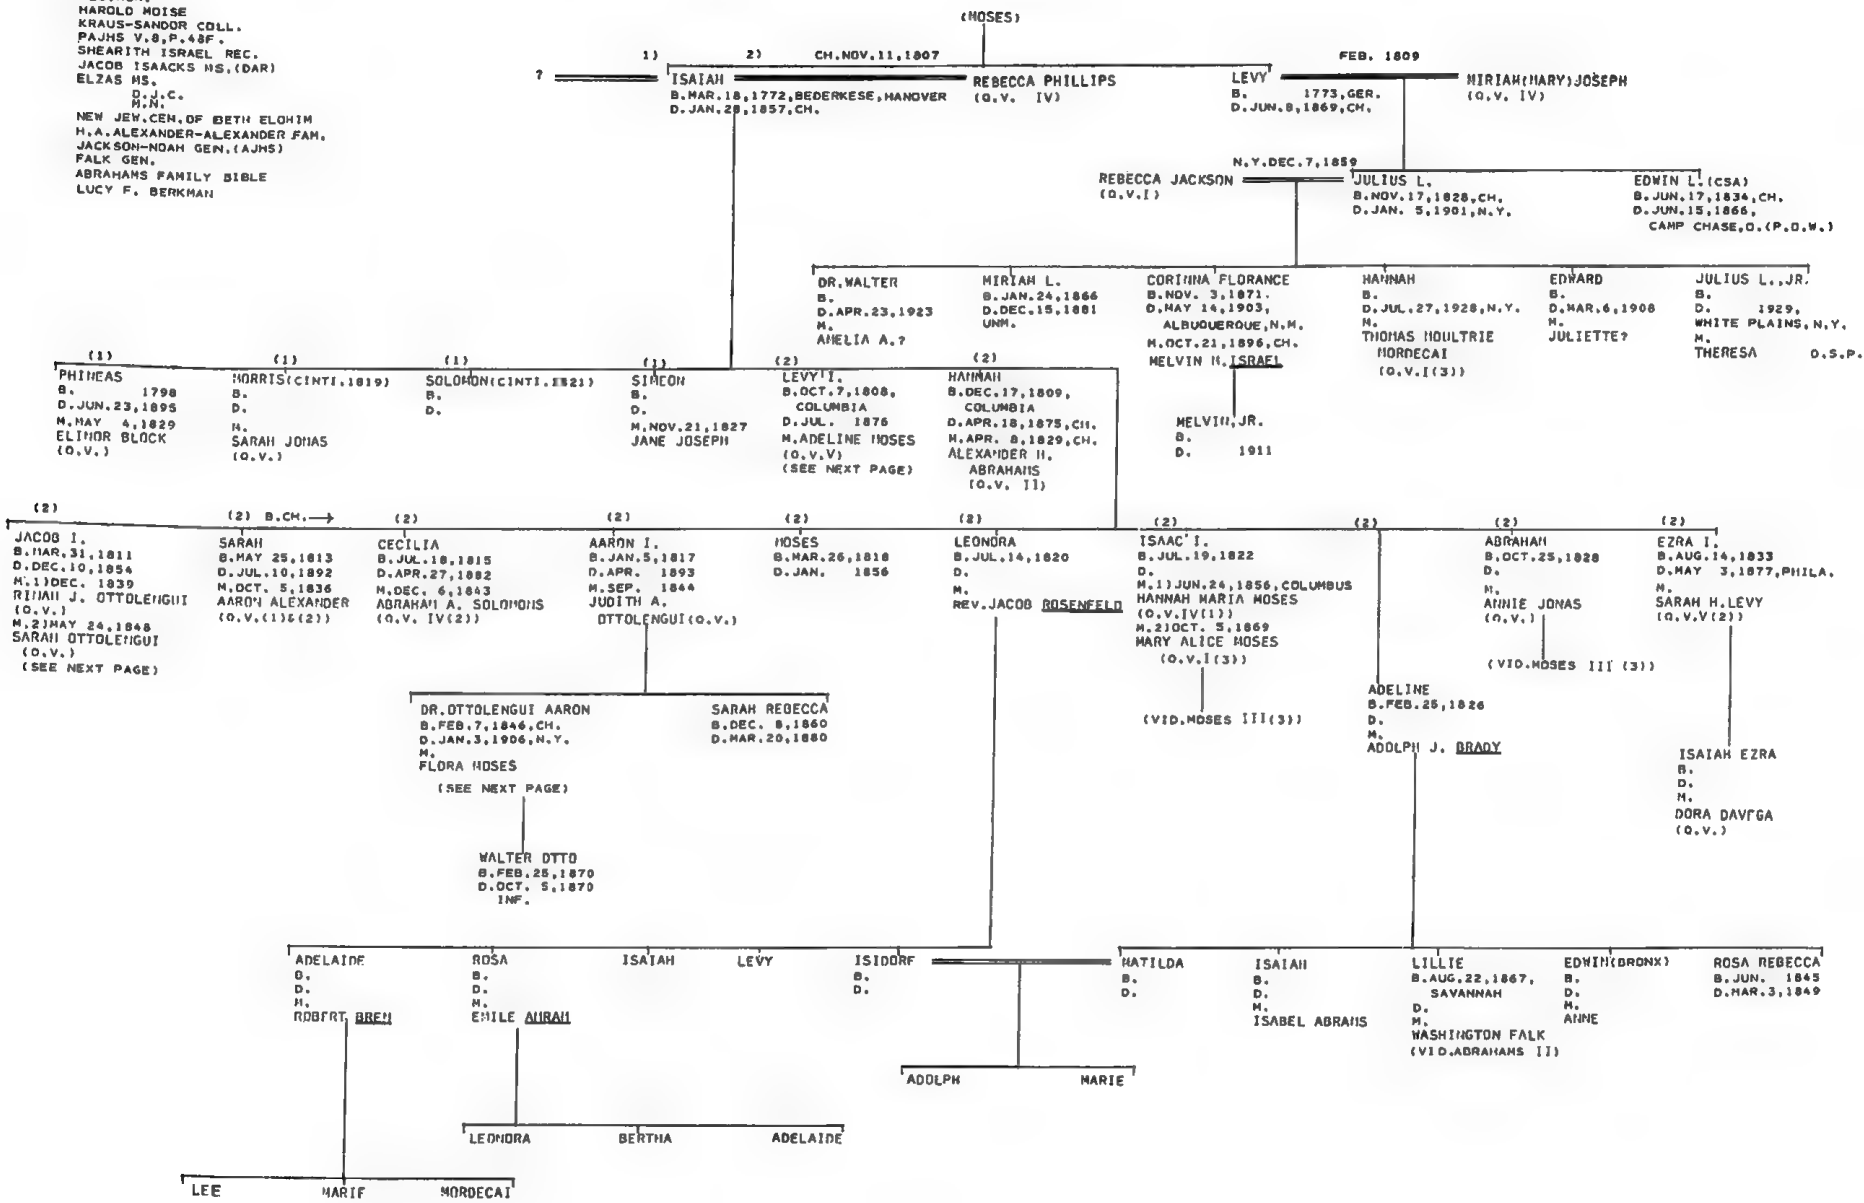 HAROLD MOISE
KRAUS-SANDOR COLL.
PAJHS V.8,P.48F.
SHEARITH ISRAEL REC.
JACOB ISAACKS MS.(DAR)
ELZAS MS.
D.J.C.
M.N.
NEW JEW.CEM.OF BETH ELOHIM
H.A.ALEXANDER-ALEXANDER FAM.
JACKSON-NOAH GEN.(AJHS)
FALK GEN.
ABRAHAMS FAMILY BIBLE
LUCY F. BERKMAN
(MOSES)
1) 2) CH.NOV.11,1807
?
ISAIAH
B.MAR.18,1772,BEDERKESE,HANOVER
D.JAN.28,1857,CH.
REBECCA PHILLIPS
(Q.V. IV)
FEB. 1809
LEVY
B. 1773,GER.
D.JUN.8,1869,CH.
MIRIAM(MARY)JOSEPH
(Q.V. IV)
N.Y.DEC.7,1859
REBECCA JACKSON
(Q.V.I)
JULIUS L.
B.NOV.17,1828,CH.
D.JAN. 5,1901,N.Y.
EDWIN L.(CSA)
B.JUN.17,1834,CH.
D.JUN.15,1866,
CAMP CHASE,O.(P.O.W.)
DR.WALTER
B.
D.APR.23,1923
M.
AMELIA A.?
MIRIAM L.
B.JAN.24,1866
D.DEC.15,1881
UNM.
CORINNA FLORANCE
B.NOV. 3,1871.
D.MAY 14,1903,
ALBUQUERQUE,N.M.
M.OCT.21,1896,CH.
MELVIN M.ISRAEL
HANNAH
B.
D.JUL.27,1928,N.Y.
M.
THOMAS MOULTRIE
MORDECAI
(Q.V.I(3))
EDWARD
B.
D.MAR.6,1908
M.
JULIETTE?
JULIUS L.,JR.
B.
D. 1929,
WHITE PLAINS,N.Y.
M.
THERESA D.S.P.
MELVIN,JR.
B.
D. 1911
(1)
PHINEAS
B. 1798
D.JUN.23,1895
M.MAY 4,1829
ELINOR BLOCK
(Q.V.)
(1)
MORRIS(CINTI.1819)
B.
D.
M.
SARAH JONAS
(Q.V.)
(1)
SOLOMON(CINTI.1821)
B.
D.
(1)
SIMEON
B.
D.
M.NOV.21,1827
JANE JOSEPH
(2)
LEVY I.
B.OCT.7,1808,
COLUMBIA
D.JUL. 1876
M.ADELINE MOSES
(Q.V.V)
(SEE NEXT PAGE)
(2)
HANNAH
B.DEC.17,1809,
COLUMBIA
D.APR.18,1875,CH.
M.APR. 8,1829,CH.
ALEXANDER H.
ABRAHAMS
(Q.V. II)
(2)
JACOB I.
B.MAR.31,1811
D.DEC.10,1854
M.1)DEC. 1839
RINAH J. OTTOLENGUI
(Q.V.)
M.2)MAY 24,1848
SARAH OTTOLENGUI
(Q.V.)
(SEE NEXT PAGE)
(2) B.CH.→
SARAH
B.MAY 25,1813
D.JUL.10,1892
M.OCT. 5,1836
AARON ALEXANDER
(Q.V.(1)&(2))
(2)
CECILIA
B.JUL.18,1815
D.APR.27,1882
M.DEC. 6,1843
ABRAHAM A. SOLOMONS
(Q.V. IV(2))
(2)
AARON I.
B.JAN.5,1817
D.APR. 1893
M.SEP. 1844
JUDITH A.
OTTOLENGUI(Q.V.)
(2)
MOSES
B.MAR.26,1818
D.JAN. 1856
(2)
LEONORA
B.JUL.14,1820
D.
M.
REV.JACOB ROSENFELD
(2)
ISAAC I.
B.JUL.19,1822
D.
M.1)JUN.24,1856,COLUMBUS
HANNAH MARIA MOSES
(Q.V.IV(1))
M.2)OCT. 5,1869
MARY ALICE MOSES
(Q.V.I(3))
(VID.MOSES III(3))
(2)
ADELINE
B.FEB.25,1826
D.
M.
ADOLPH J. BRADY
(2)
ABRAHAM
B.OCT.25,1828
D.
M.
ANNIE JONAS
(Q.V.)
(VID.MOSES III (3))
(2)
EZRA I.
B.AUG.14,1833
D.MAY 3,1877,PHILA.
M.
SARAH H.LEVY
(Q.V.V(2))
ISAIAH EZRA
B.
D.
M.
DORA DAVEGA
(Q.V.)
DR.OTTOLENGUI AARON
B.FEB.7,1846,CH.
D.JAN.3,1906,N.Y.
M.
FLORA MOSES
(SEE NEXT PAGE)
SARAH REBECCA
B.DEC. 8,1860
D.MAR.20,1880
WALTER OTTO
B.FEB.25,1870
D.OCT. 5,1870
INF.
ADELAIDE
B.
D.
M.
ROBERT BREM
ROSA
B.
D.
M.
EMILE AMRAM
ISAIAH
LEVY
ISIDORE
B.
D.
MATILDA
B.
D.
ISAIAH
B.
D.
M.
ISABEL ABRAMS
LILLIE
B.AUG.22,1867,
SAVANNAH
D.
M.
WASHINGTON FALK
(VID.ABRAHAMS II)
EDWIN(BRONX)
B.
D.
M.
ANNE
ROSA REBECCA
B.JUN. 1845
D.MAR.3,1849
ADOLPH MARIE
LEONORA BERTHA ADELAIDE
LEE MARIE MORDECAI